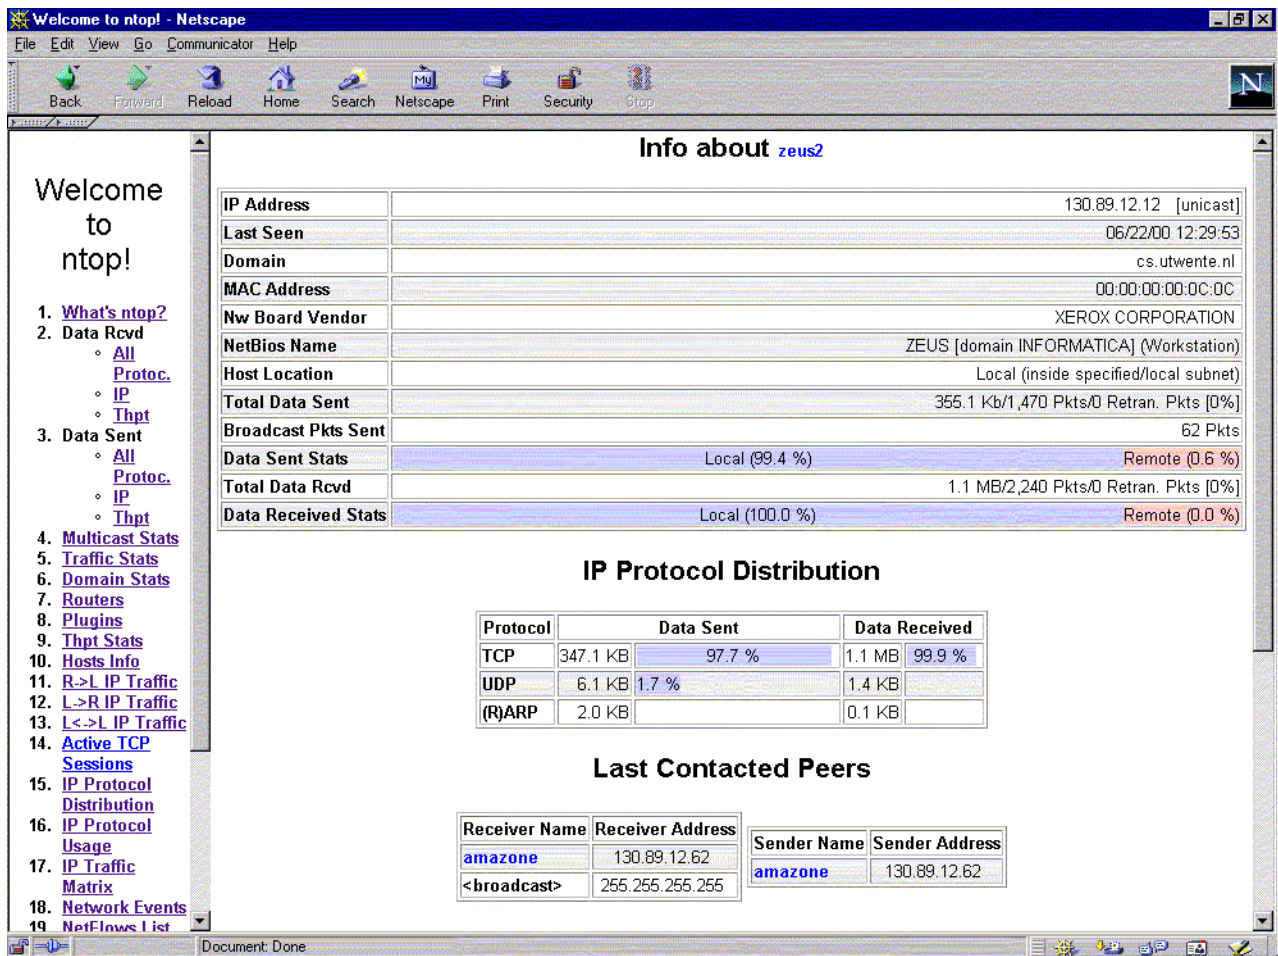 Welcome to ntop! - Netscape
File Edit View Go Communicator Help
Back Forward Reload Home Search Netscape Print Security Stop
My
N
Welcome
to
ntop!
1. What's ntop?
2. Data Rcvd
All
Protoc.
IP
Thpt
3. Data Sent
All
Protoc.
IP
Thpt
4. Multicast Stats
5. Traffic Stats
6. Domain Stats
7. Routers
8. Plugins
9. Thpt Stats
10. Hosts Info
11. R->L IP Traffic
12. L->R IP Traffic
13. L<->L IP Traffic
14. Active TCP
Sessions
15. IP Protocol
Distribution
16. IP Protocol
Usage
17. IP Traffic
Matrix
18. Network Events
19 NetFlows List
Info about zeus2
IP Address 130.89.12.12 [unicast]
Last Seen 06/22/00 12:29:53
Domain cs.utwente.nl
MAC Address 00:00:00:00:0C:0C
Nw Board Vendor XEROX CORPORATION
NetBios Name ZEUS [domain INFORMATICA] (Workstation)
Host Location Local (inside specified/local subnet)
Total Data Sent 355.1 Kb/1,470 Pkts/0 Retran. Pkts [0%]
Broadcast Pkts Sent 62 Pkts
Data Sent Stats Local (99.4 %) Remote (0.6 %)
Total Data Rcvd 1.1 MB/2,240 Pkts/0 Retran. Pkts [0%]
Data Received Stats Local (100.0 %) Remote (0.0 %)
IP Protocol Distribution
Protocol Data Sent Data Received
TCP 347.1 KB 97.7 % 1.1 MB 99.9 %
UDP 6.1 KB 1.7 % 1.4 KB
(R)ARP 2.0 KB 0.1 KB
Last Contacted Peers
Receiver Name Receiver Address
amazone 130.89.12.62
<broadcast> 255.255.255.255
Sender Name Sender Address
amazone 130.89.12.62
Document: Done